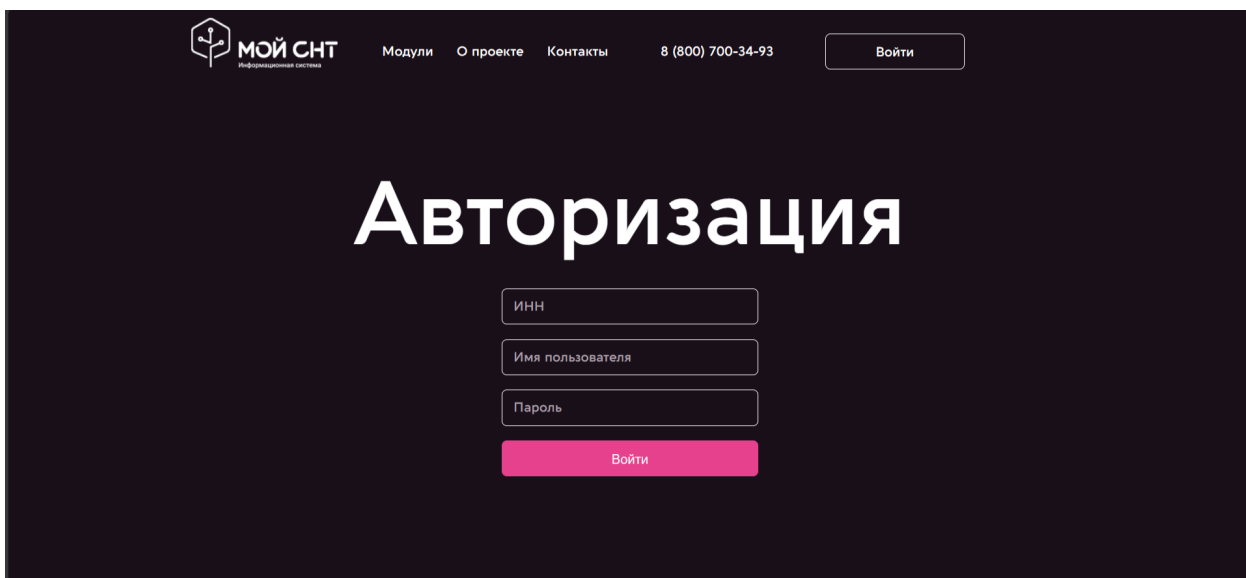 МОЙ СНТ
Информационная система
Модули О проекте Контакты 8 (800) 700-34-93 Войти
Авторизация
ИНН
Имя пользователя
Пароль
Войти